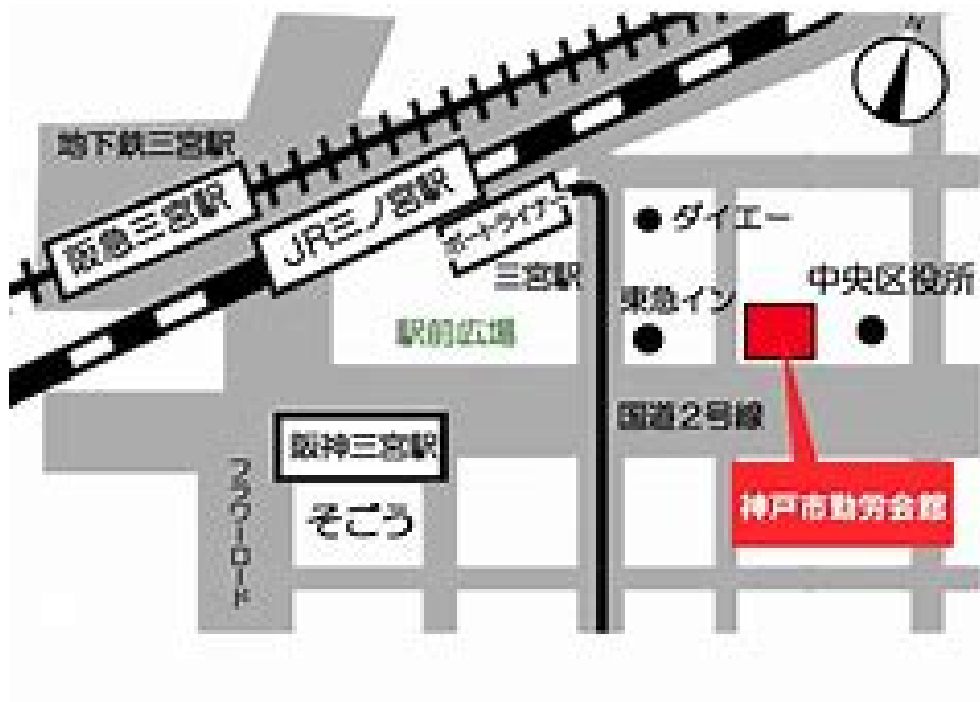 N
地下鉄三宮駅
阪急三宮駅
JR三ノ宮駅
ポートライナー
三宮駅
ダイエー
東急イン
中央区役所
駅前広場
国道2号線
阪神三宮駅
そごう
フラワーロード
神戸市勤労会館